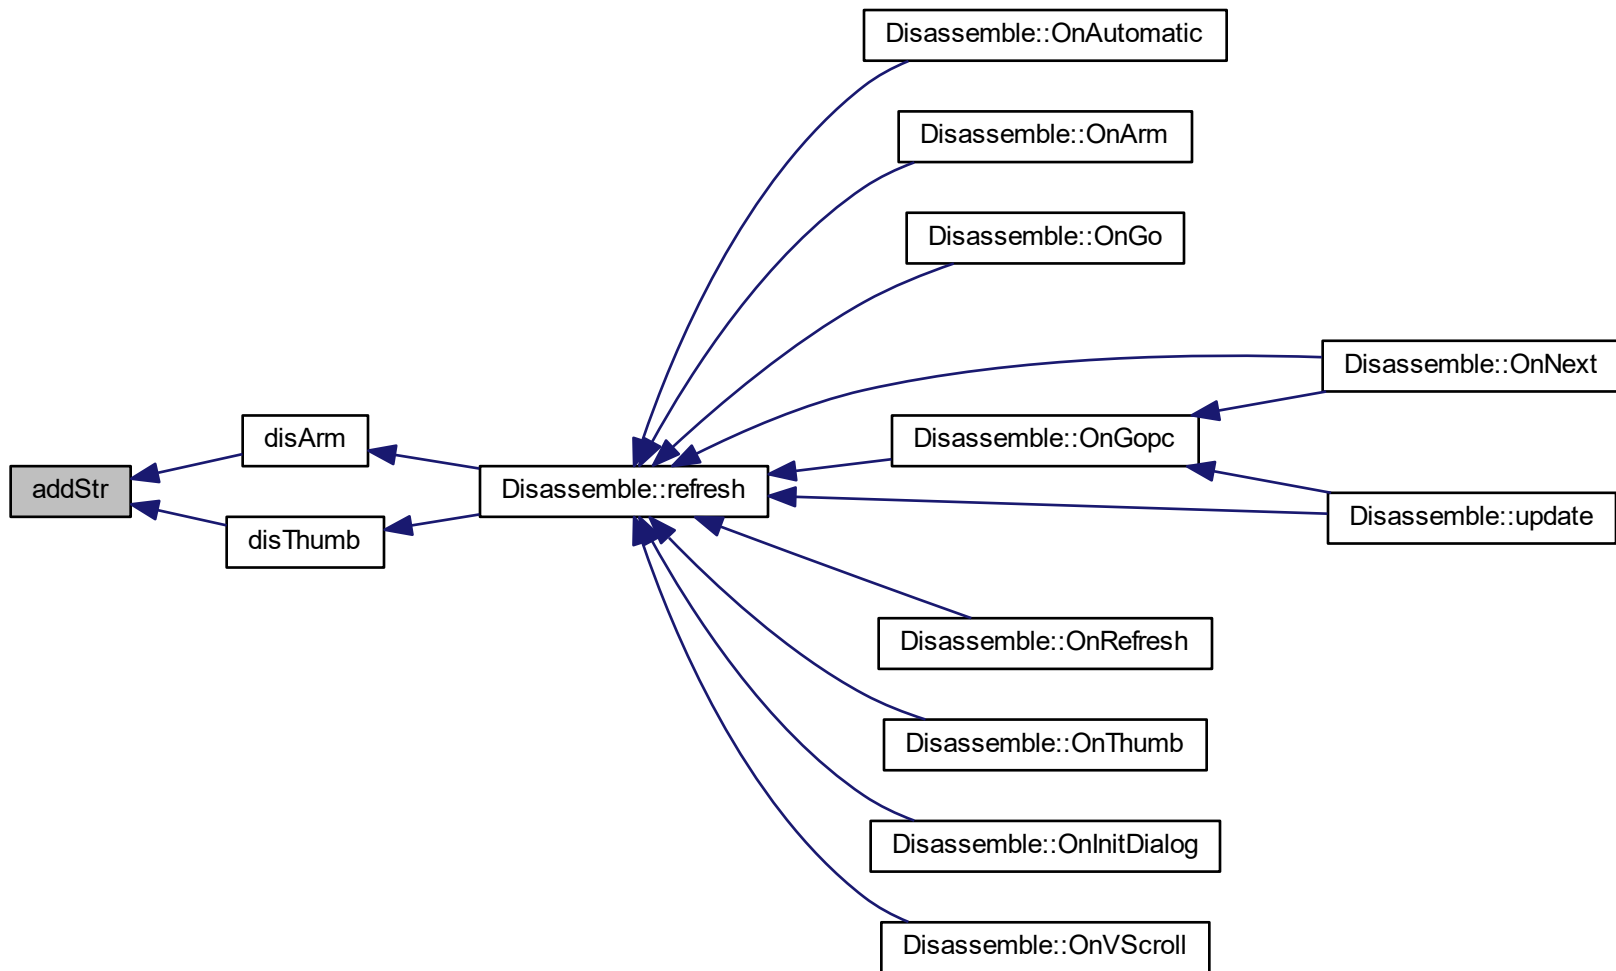 Disassemble::OnAutomatic
Disassemble::OnArm
Disassemble::OnGo
Disassemble::OnNext
disArm
Disassemble::OnGopc
addStr
Disassemble::refresh
Disassemble::update
disThumb
Disassemble::OnRefresh
Disassemble::OnThumb
Disassemble::OnInitDialog
Disassemble::OnVScroll